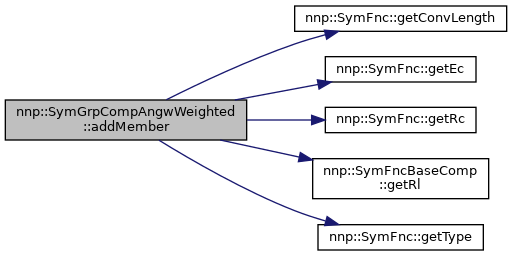 nnp::SymGrpCompAngwWeighted
::addMember
nnp::SymFnc::getConvLength
nnp::SymFnc::getEc
nnp::SymFnc::getRc
nnp::SymFncBaseComp
::getRl
nnp::SymFnc::getType